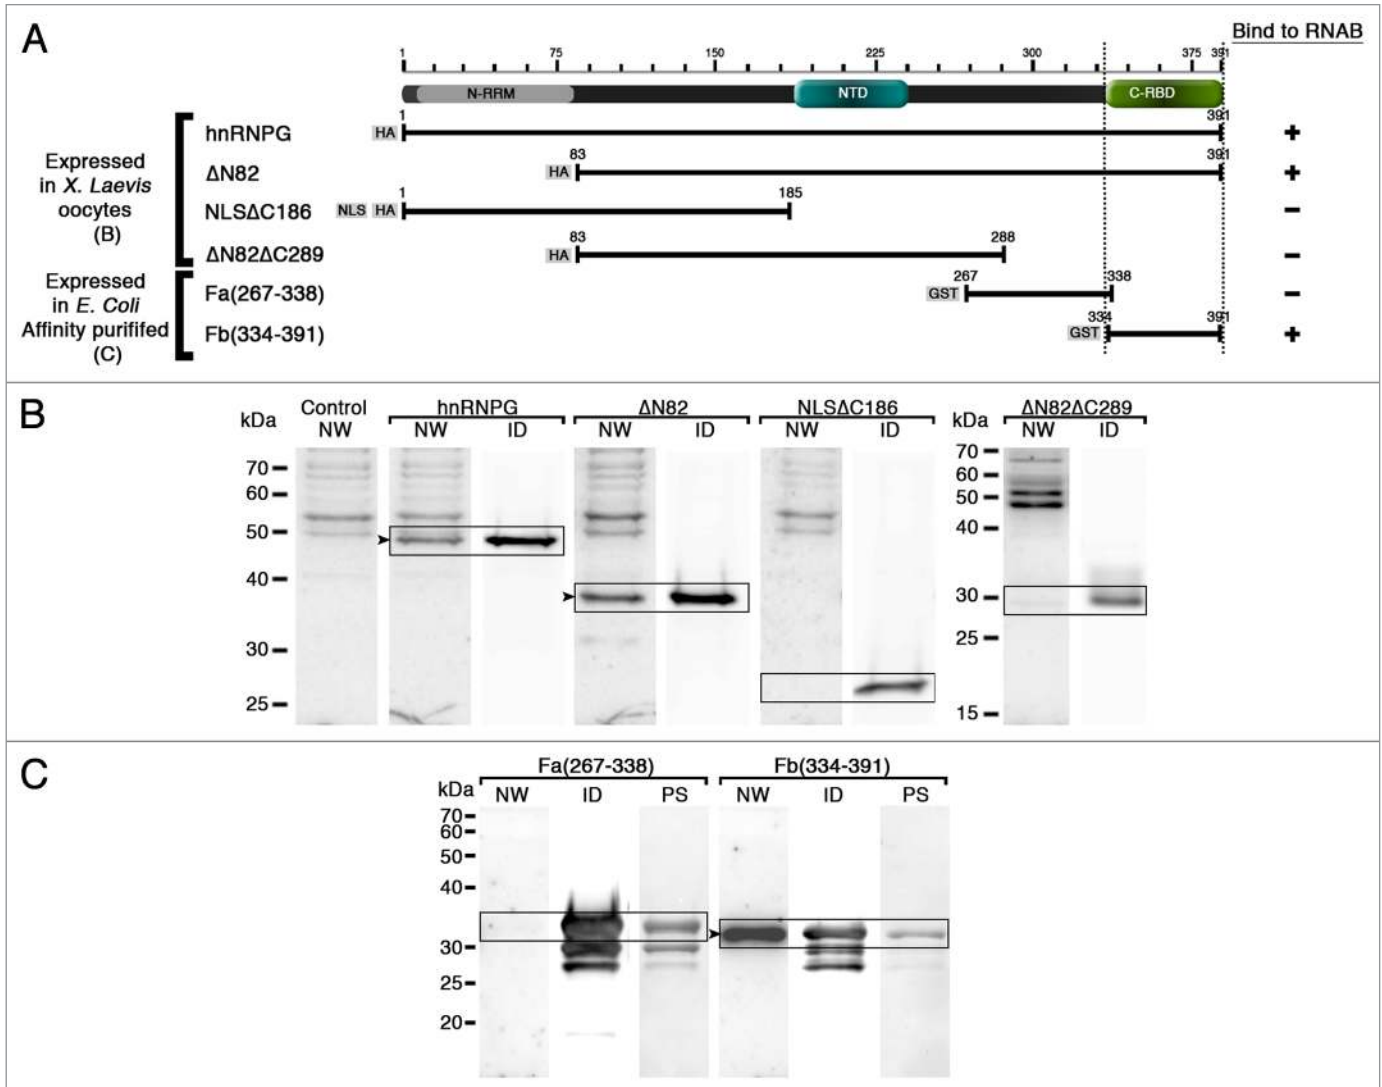 A
Bind to RNAB
1 75 150 225 300 375 391
N-RRM NTD C-RBD
Expressed
in X. Laevis
oocytes
(B)
hnRNPG HA 1 391 +
ΔN82 HA 83 391 +
NLSΔC186 NLS HA 1 185 −
ΔN82ΔC289 HA 83 288 −
Expressed
in E. Coli
Affinity purififed
(C)
Fa(267-338) GST 267 338 −
Fb(334-391) GST 334 391 +
B
kDa Control hnRNPG ΔN82 NLSΔC186 kDa ΔN82ΔC289
NW NW ID NW ID NW ID NW ID
70
60
50
40
30
25
70
60
50
40
30
25
15
C
Fa(267-338) Fb(334-391)
kDa NW ID PS NW ID PS
70
60
50
40
30
25
20